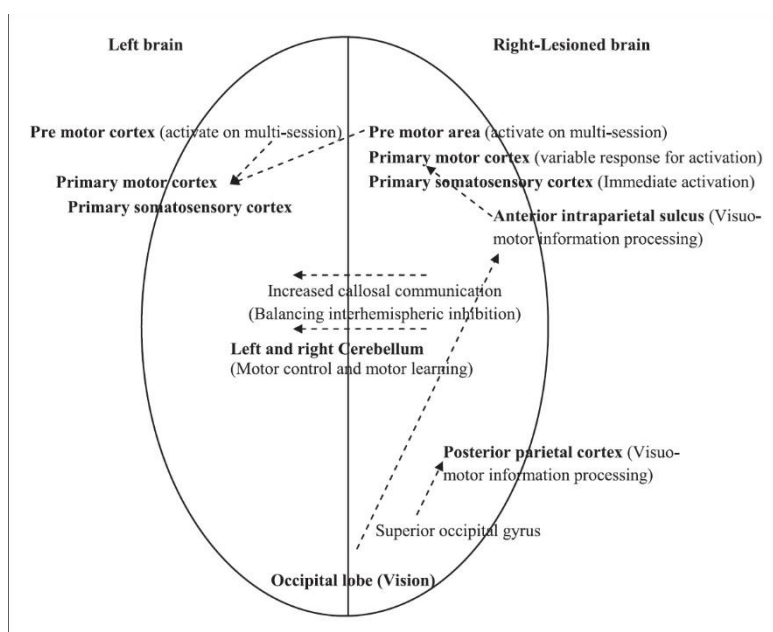 Left brain
Right-Lesioned brain
Pre motor cortex (activate on multi-session)
Pre motor area (activate on multi-session)
Primary motor cortex (variable response for activation)
Primary motor cortex
Primary somatosensory cortex (Immediate activation)
Primary somatosensory cortex
Anterior intraparietal sulcus (Visuo-
motor information processing)
Increased callosal communication
(Balancing interhemispheric inhibition)
Left and right Cerebellum
(Motor control and motor learning)
Posterior parietal cortex (Visuo-
motor information processing)
Superior occipital gyrus
Occipital lobe (Vision)